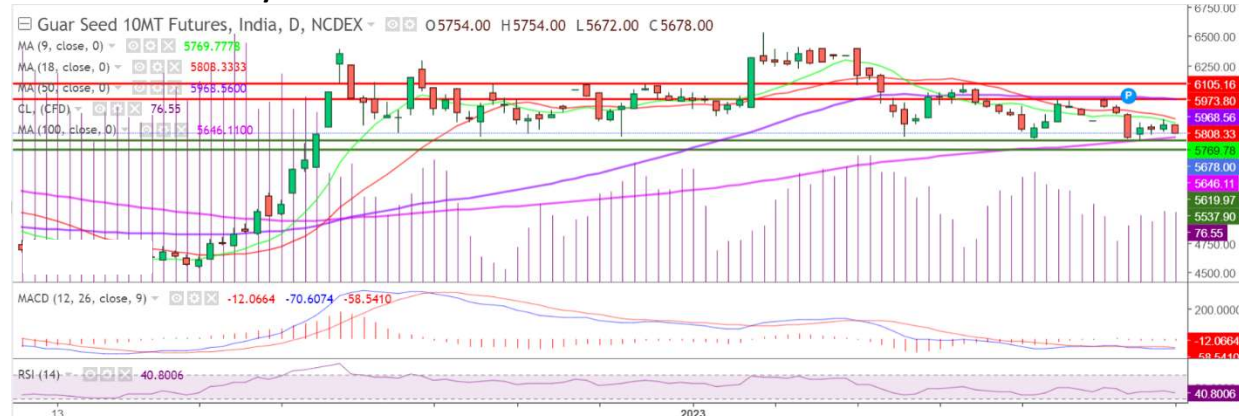 Guar Seed 10MT Futures, India, D, NCDEX O5754.00 H5754.00 L5672.00 C5678.00
MA (9, close, 0) 5769.7778
MA (18, close, 0) 5808.3333
MA (50, close, 0) 5968.5600
CL, (CFD) 76.55
MA (100, close, 0) 5646.1100
6750.00
6500.00
6250.00
6105.16
5973.80
5968.56
5808.33
5769.78
5678.00
5646.11
5619.97
5537.90
76.55
4750.00
4500.00
P
MACD (12, 26, close, 9) -12.0664 -70.6074 -58.5410
200.0000
-12.0664
-58.5410
RSI (14) 40.8006
40.8006
13
2023